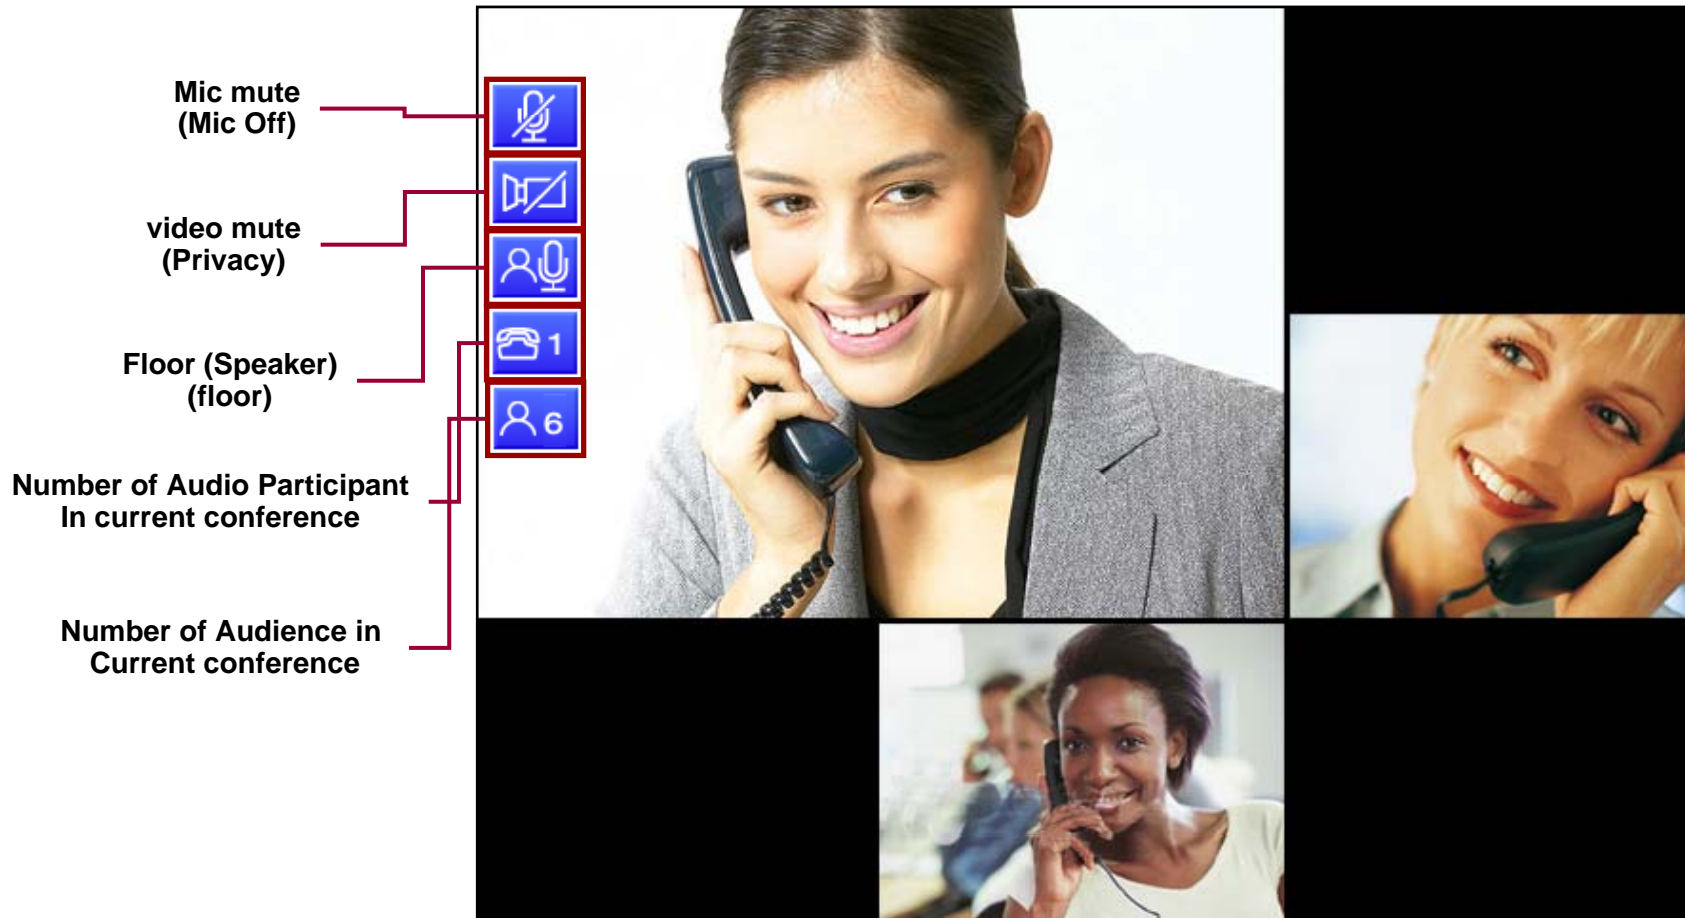 Mic mute
(Mic Off)
video mute
(Privacy)
Floor (Speaker)
(floor)
1
6
Number of Audio Participant
In current conference
Number of Audience in
Current conference